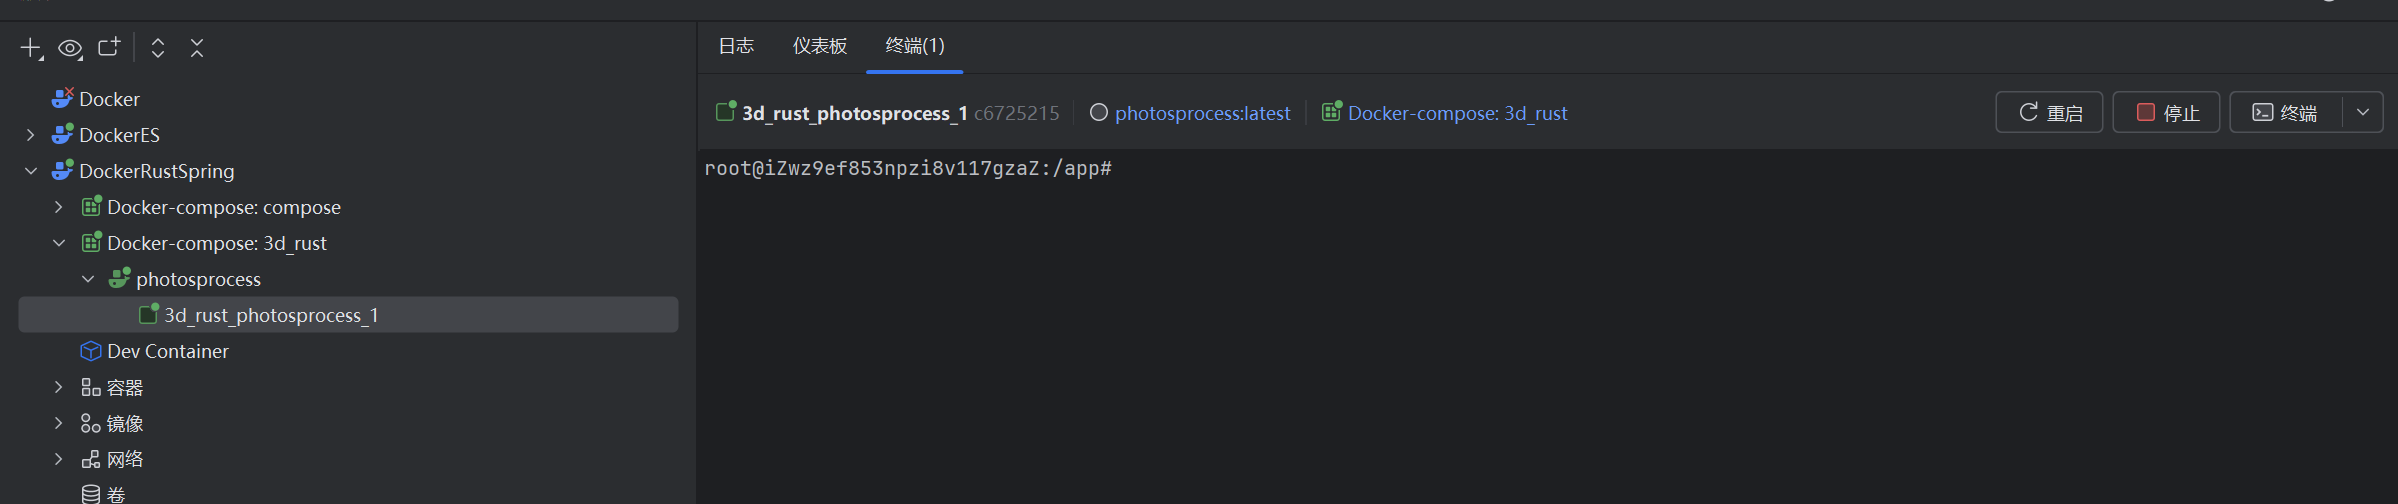 日志 仪表板 终端(1)
Docker
DockerES
DockerRustSpring
Docker-compose: compose
Docker-compose: 3d_rust
photosprocess
3d_rust_photosprocess_1
Dev Container
容器
镜像
网络
卷
3d_rust_photosprocess_1 c6725215 photosprocess:latest Docker-compose: 3d_rust 重启 停止 终端
root@iZwz9ef853npzi8v117gzaZ:/app#